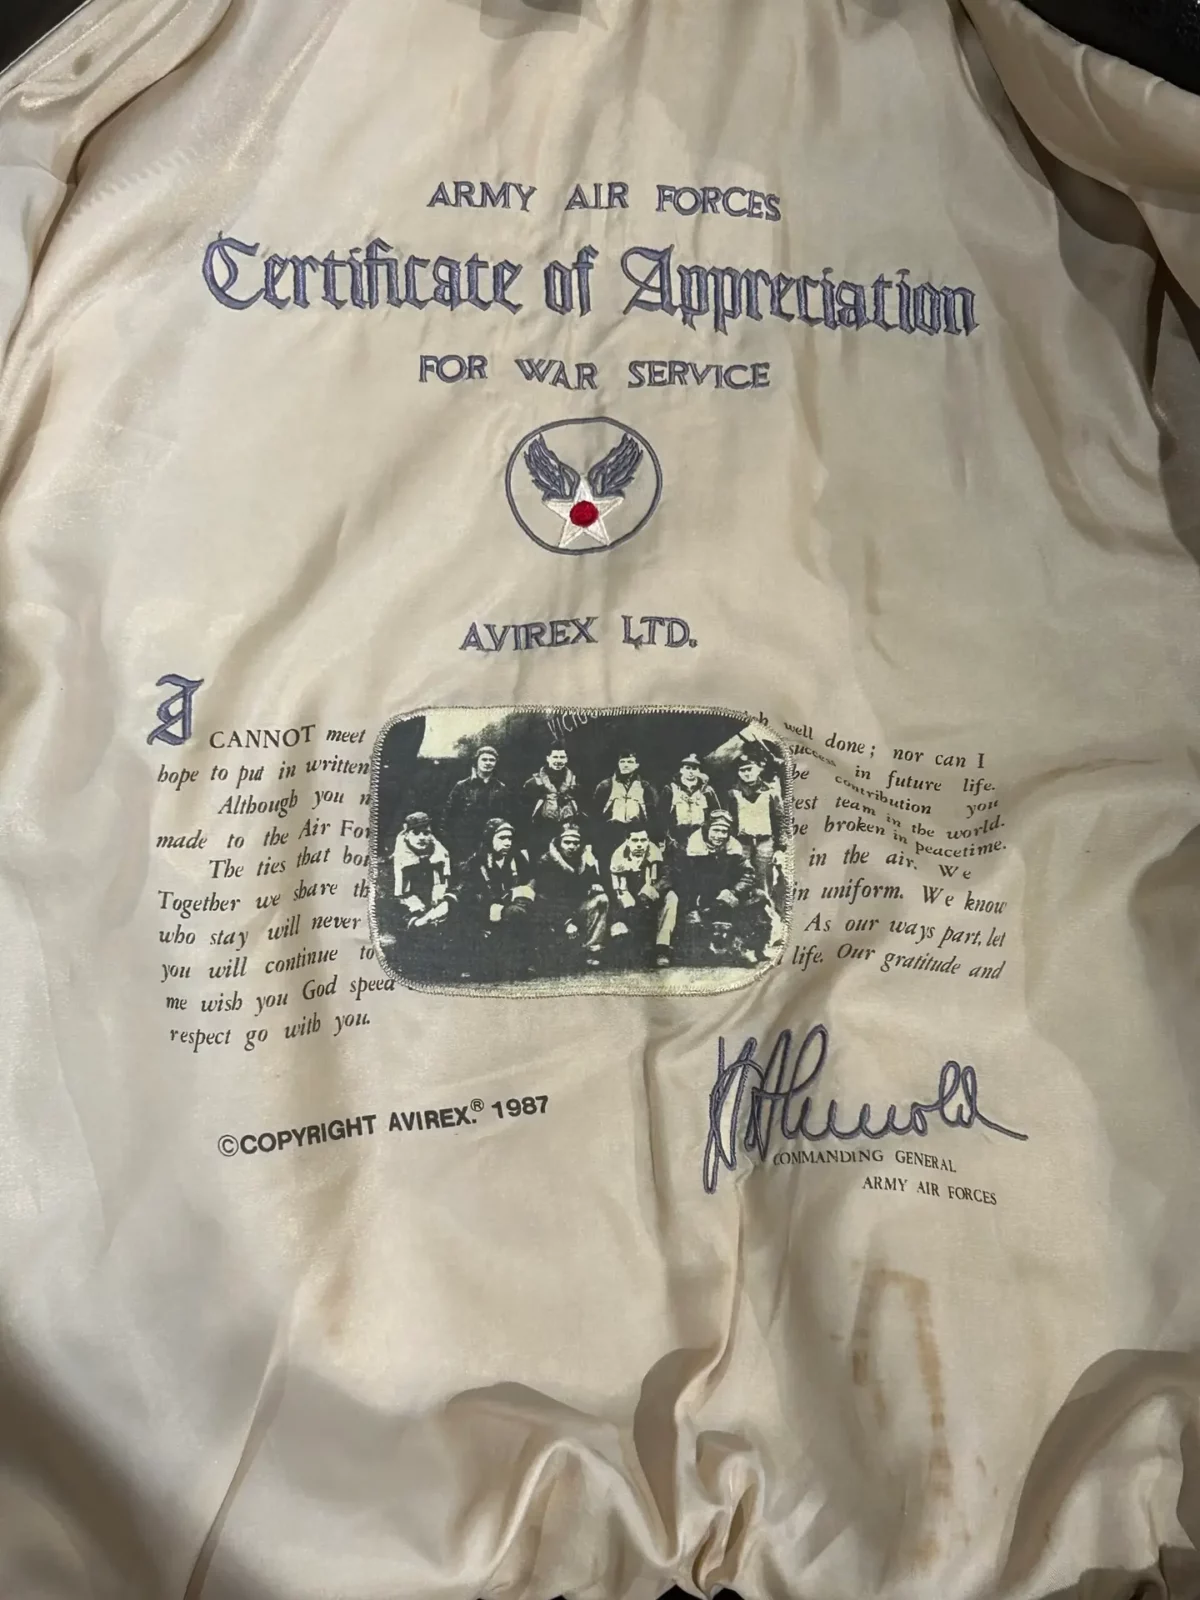 ARMY AIR FORCES
Certificate of Appreciation
FOR WAR SERVICE
AVIREX LTD.
I CANNOT meet well done; nor can I
hope to put in written success in future life.
Although you contribution you
made to the Air team in the world.
The ties that broken in peacetime.
Together we share in the air. We
who stay will never in uniform. We know
you will continue to As our ways part, let
me wish you God speed life. Our gratitude and
respect go with you.
©COPYRIGHT AVIREX.® 1987
H H Arnold
COMMANDING GENERAL
ARMY AIR FORCES